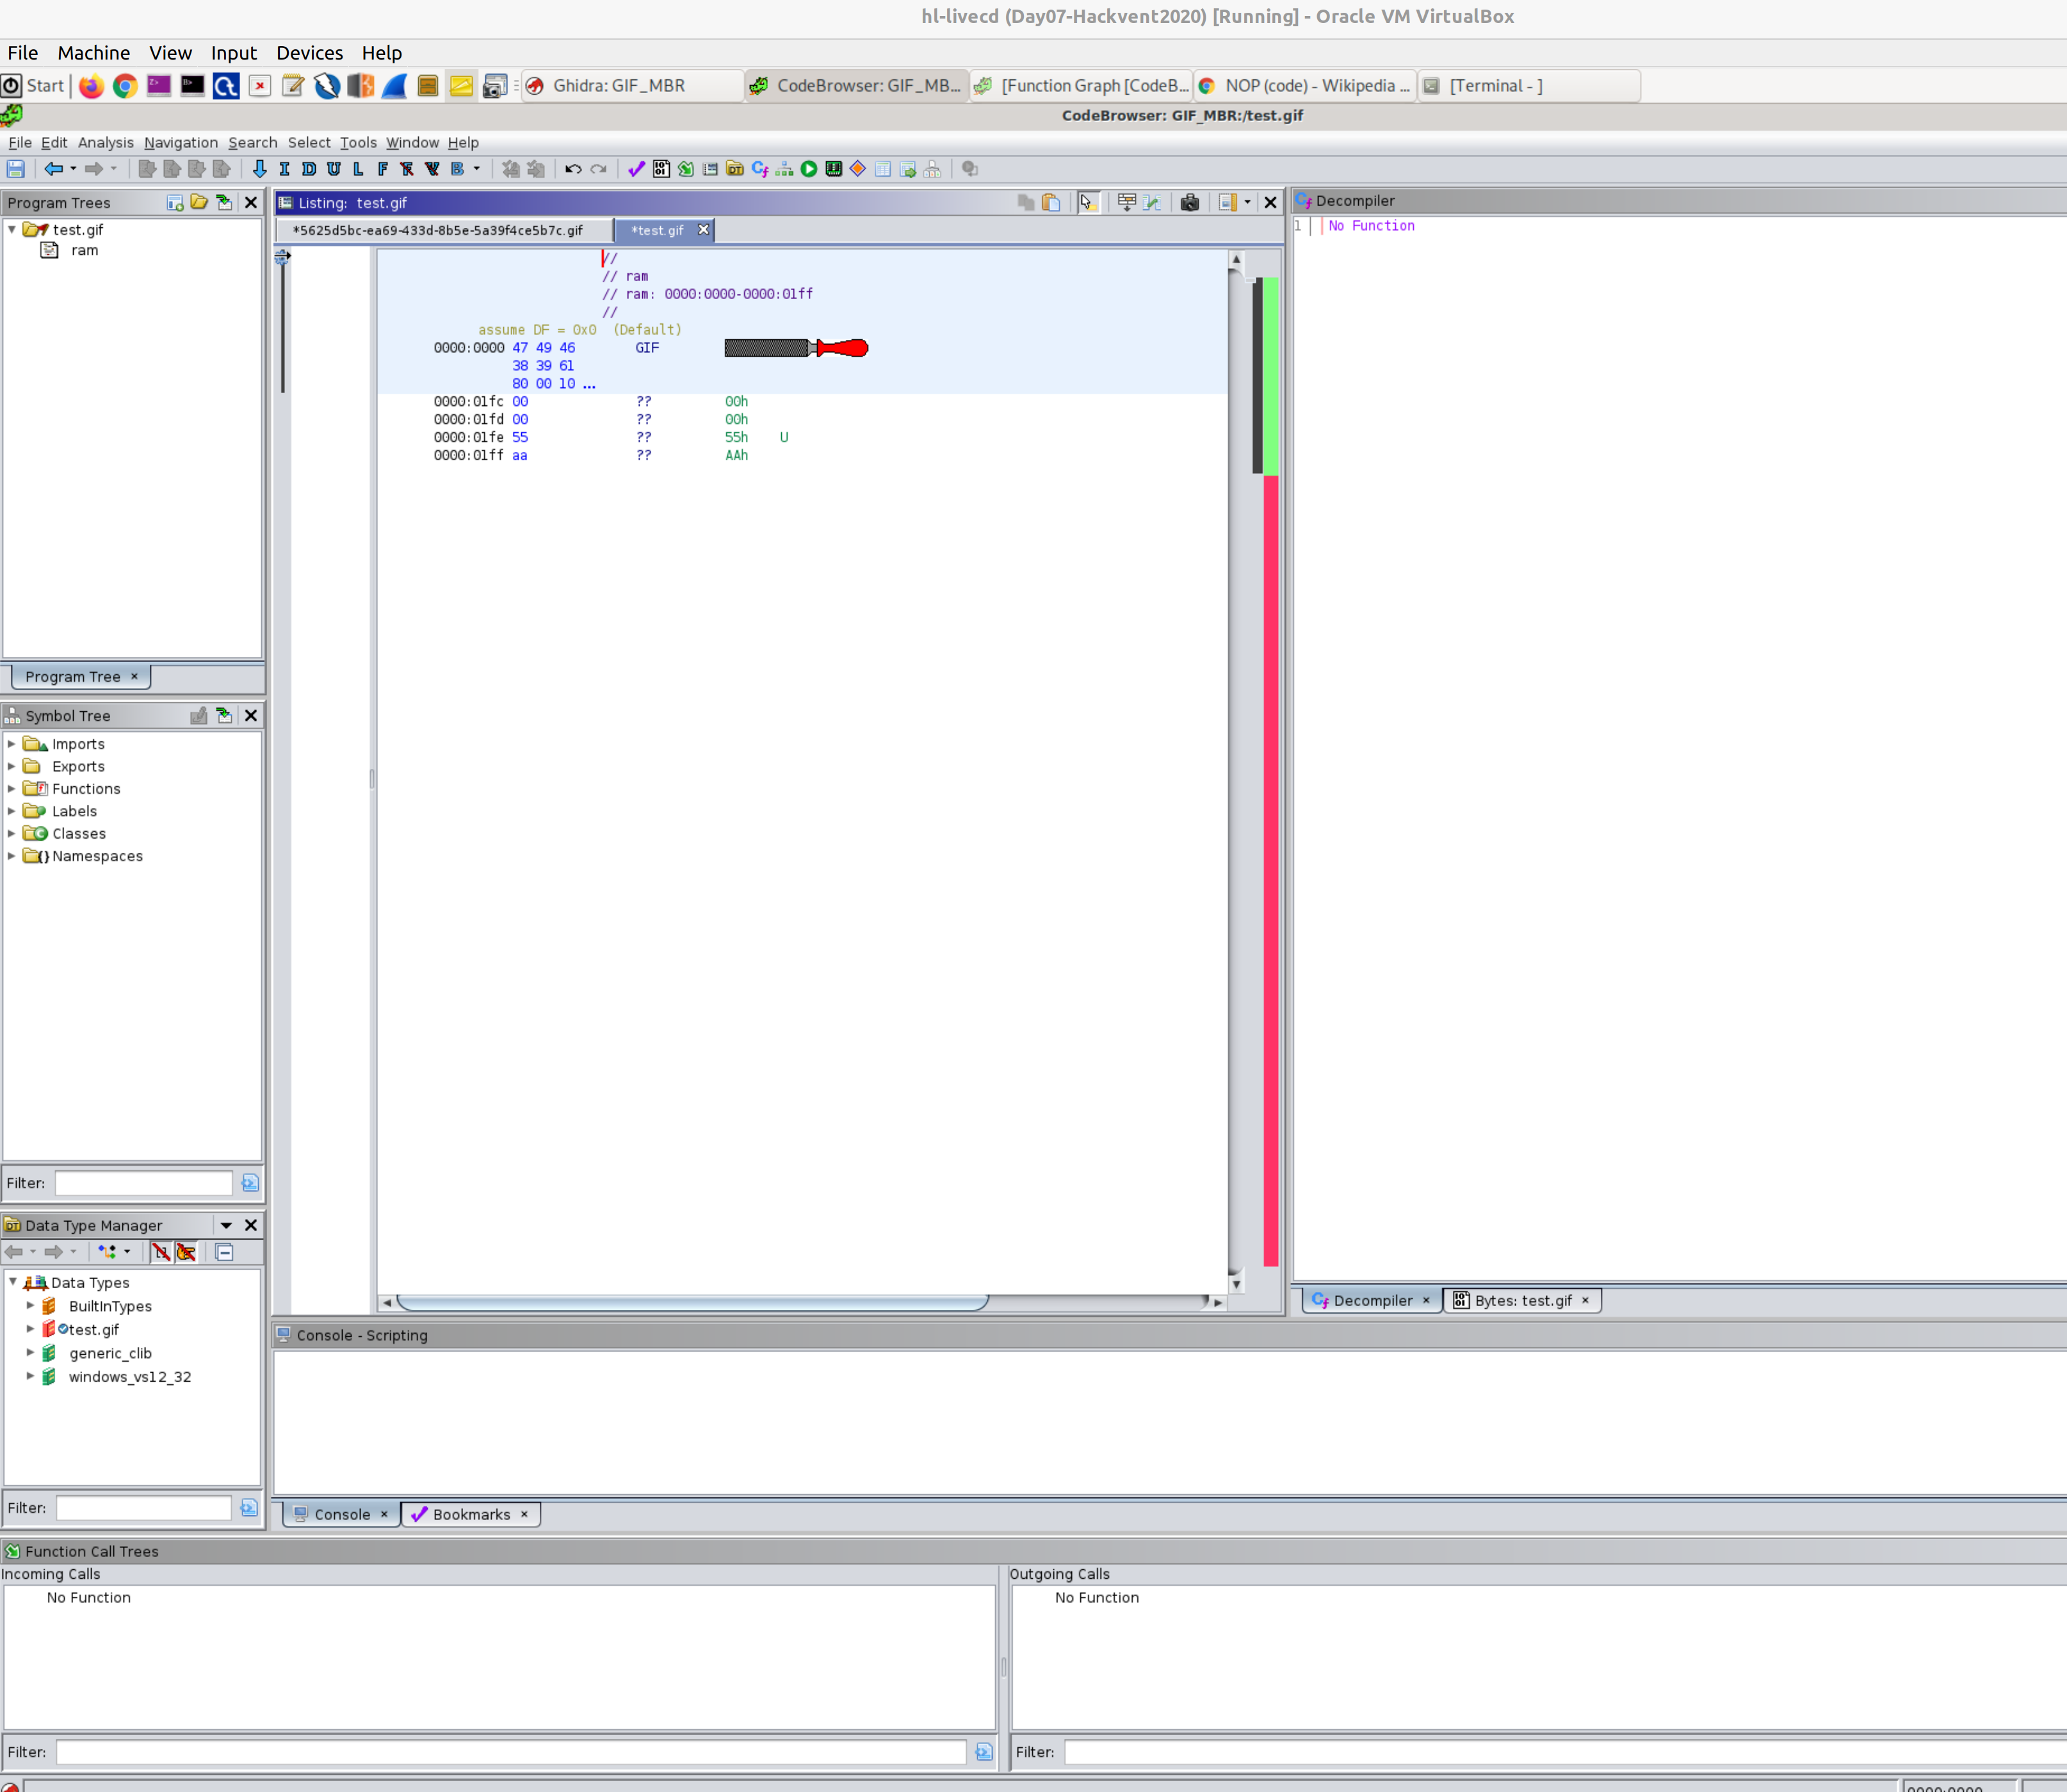 hl-livecd (Day07-Hackvent2020) [Running] - Oracle VM VirtualBox
File Machine View Input Devices Help
Start Ghidra: GIF_MBR CodeBrowser: GIF_MB... [Function Graph [CodeB... NOP (code) - Wikipedia ... [Terminal - ]
CodeBrowser: GIF_MBR:/test.gif
File Edit Analysis Navigation Search Select Tools Window Help
I D U L F B
Program Trees
test.gif
ram
Program Tree ×
Symbol Tree
Imports
Exports
Functions
Labels
Classes
Namespaces
Filter:
Data Type Manager
Data Types
BuiltInTypes
test.gif
generic_clib
windows_vs12_32
Filter:
Listing: test.gif
*5625d5bc-ea69-433d-8b5e-5a39f4ce5b7c.gif *test.gif
//
// ram
// ram: 0000:0000-0000:01ff
//
assume DF = 0x0 (Default)
0000:0000 47 49 46 GIF
38 39 61
80 00 10 ...
0000:01fc 00 ?? 00h
0000:01fd 00 ?? 00h
0000:01fe 55 ?? 55h U
0000:01ff aa ?? AAh
Decompiler
1 No Function
Decompiler × Bytes: test.gif ×
Console - Scripting
Console × Bookmarks ×
Function Call Trees
Incoming Calls
No Function
Filter:
Outgoing Calls
No Function
Filter: